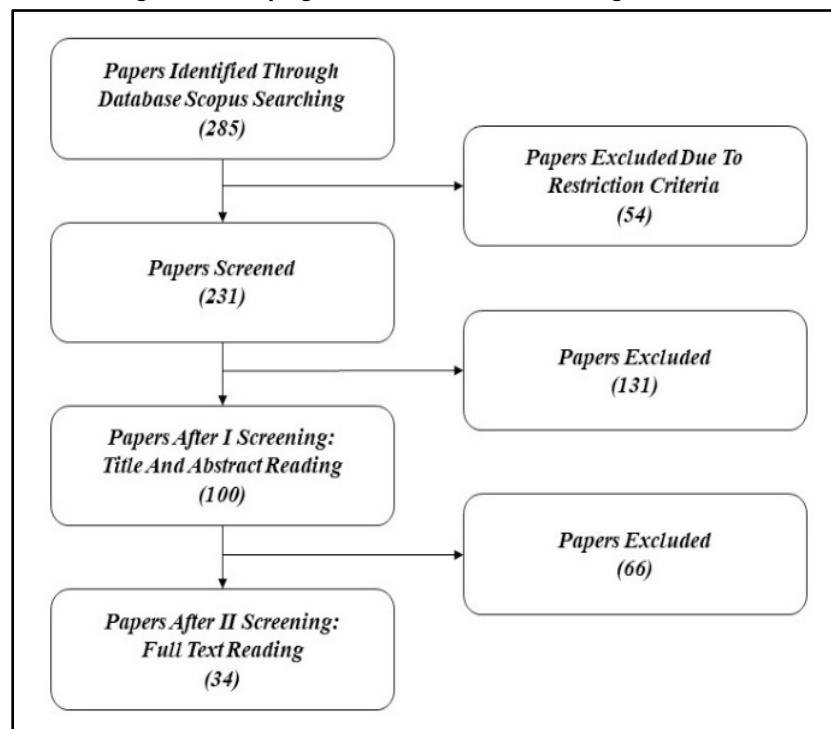 Papers Identified Through
Database Scopus Searching
(285)
Papers Excluded Due To
Restriction Criteria
(54)
Papers Screened
(231)
Papers Excluded
(131)
Papers After I Screening:
Title And Abstract Reading
(100)
Papers Excluded
(66)
Papers After II Screening:
Full Text Reading
(34)